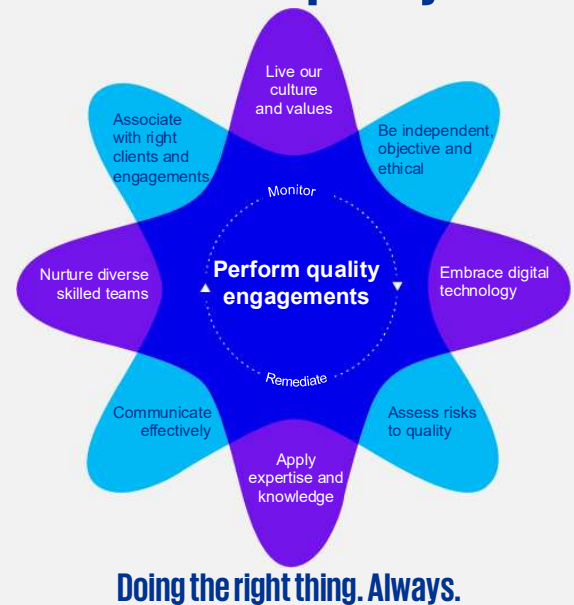 Live our
culture
and values
Be independent,
objective and
ethical
Embrace digital
technology
Assess risks
to quality
Apply
expertise and
knowledge
Communicate
effectively
Nurture diverse
skilled teams
Associate
with right
clients and
engagements
Monitor
Perform quality
engagements
Remediate
Doing the right thing. Always.